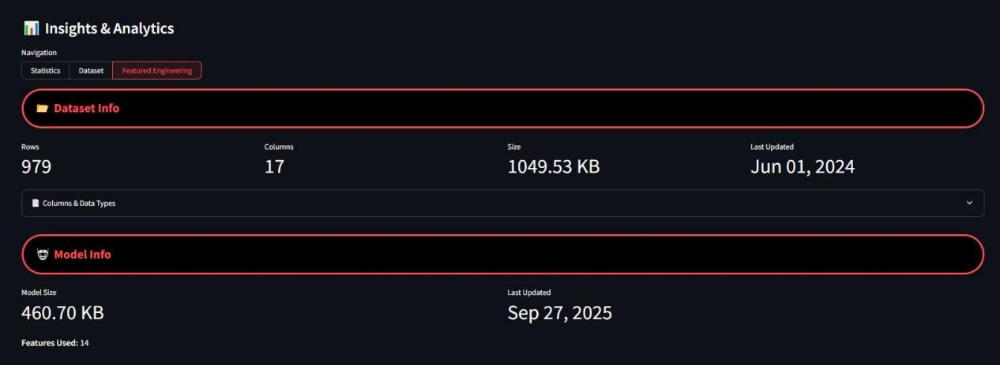 Insights & Analytics
Navigation
Statistics Dataset Featured Engineering
Dataset Info
Rows Columns Size Last Updated
979 17 1049.53 KB Jun 01, 2024
Columns & Data Types
Model Info
Model Size Last Updated
460.70 KB Sep 27, 2025
Features Used: 14